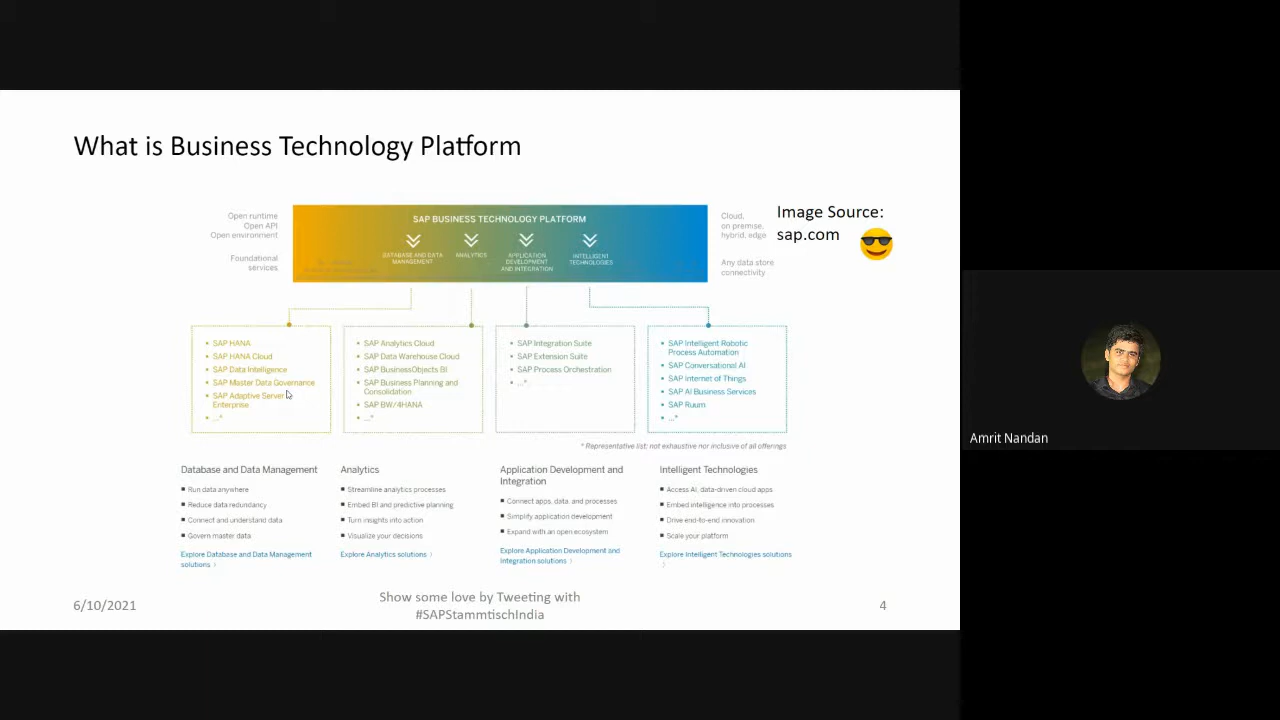 What is Business Technology Platform
Open runtime
Open API
Open environment
Foundational
services
SAP BUSINESS TECHNOLOGY PLATFORM
DATABASE AND DATA
MANAGEMENT
ANALYTICS
APPLICATION
DEVELOPMENT
AND INTEGRATION
INTELLIGENT
TECHNOLOGIES
Cloud,
on premise,
hybrid, edge
Any data store
connectivity
Image Source:
sap.com
• SAP HANA
• SAP HANA Cloud
• SAP Data Intelligence
• SAP Master Data Governance
• SAP Adaptive Server
Enterprise
• ...*
• SAP Analytics Cloud
• SAP Data Warehouse Cloud
• SAP BusinessObjects BI
• SAP Business Planning and
Consolidation
• SAP BW/4HANA
• ...*
• SAP Integration Suite
• SAP Extension Suite
• SAP Process Orchestration
• ...*
• SAP Intelligent Robotic
Process Automation
• SAP Conversational AI
• SAP Internet of Things
• SAP AI Business Services
• SAP Ruum
• ...*
* Representative list; not exhaustive nor inclusive of all offerings
Database and Data Management
■ Run data anywhere
■ Reduce data redundancy
■ Connect and understand data
■ Govern master data
Explore Database and Data Management
solutions 〉
Analytics
■ Streamline analytics processes
■ Embed BI and predictive planning
■ Turn insights into action
■ Visualize your decisions
Explore Analytics solutions 〉
Application Development and
Integration
■ Connect apps, data, and processes
■ Simplify application development
■ Expand with an open ecosystem
Explore Application Development and
Integration solutions 〉
Intelligent Technologies
■ Access AI, data-driven cloud apps
■ Embed intelligence into processes
■ Drive end-to-end innovation
■ Scale your platform
Explore Intelligent Technologies solutions
〉
6/10/2021
Show some love by Tweeting with
#SAPStammtischIndia
4
Amrit Nandan